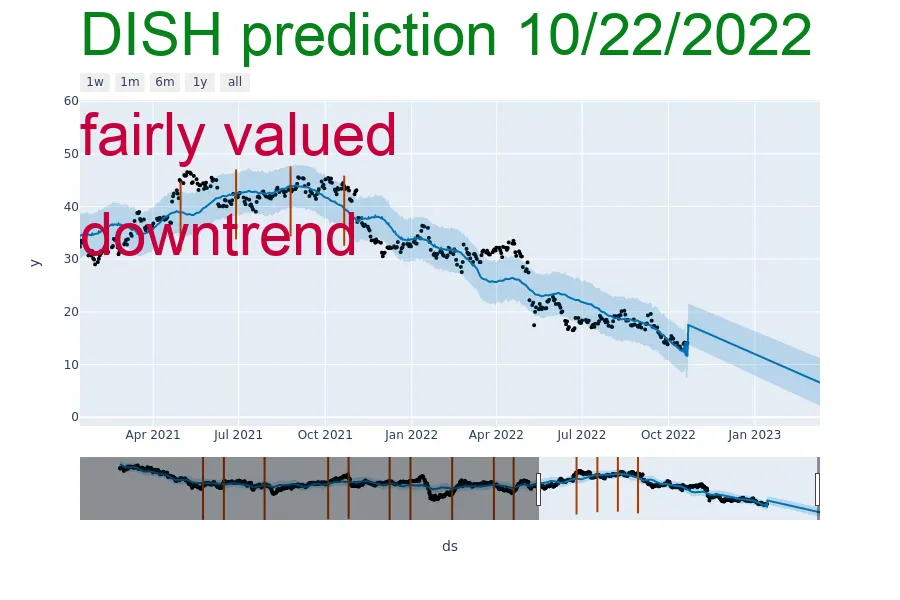 DISH prediction 10/22/2022
1w 1m 6m 1y all
60
fairly valued
50
40
downtrend
30
y
20
10
0
Apr 2021 Jul 2021 Oct 2021 Jan 2022 Apr 2022 Jul 2022 Oct 2022 Jan 2023
ds